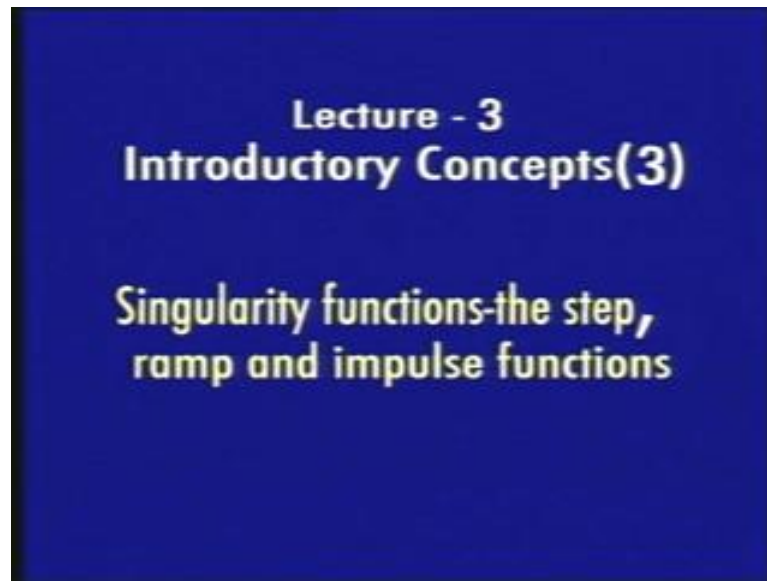 Lecture - 3
Introductory Concepts(3)
Singularity functions-the step,
ramp and impulse functions